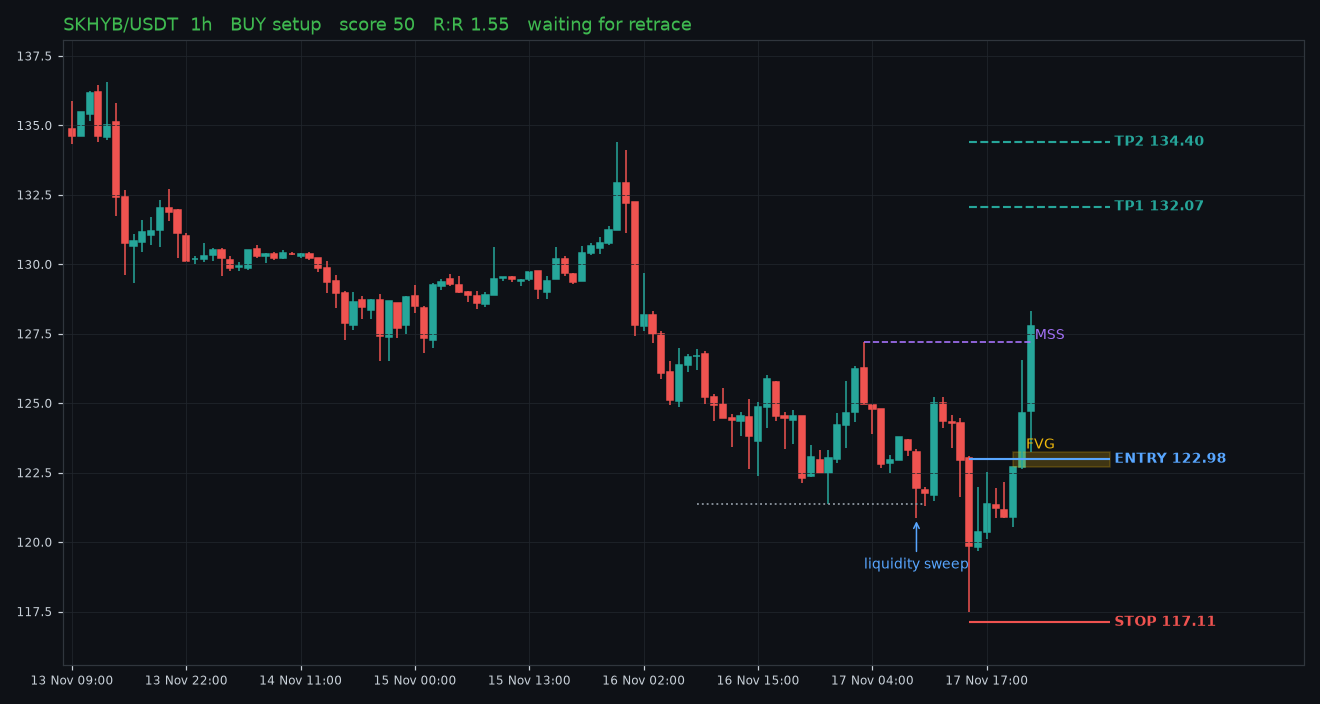 SKHYB/USDT 1h BUY setup score 50 R:R 1.55 waiting for retrace
137.5
135.0
132.5
130.0
127.5
125.0
122.5
120.0
117.5
TP2 134.40
TP1 132.07
MSS
FVG
ENTRY 122.98
liquidity sweep
STOP 117.11
13 Nov 09:00
13 Nov 22:00
14 Nov 11:00
15 Nov 00:00
15 Nov 13:00
16 Nov 02:00
16 Nov 15:00
17 Nov 04:00
17 Nov 17:00